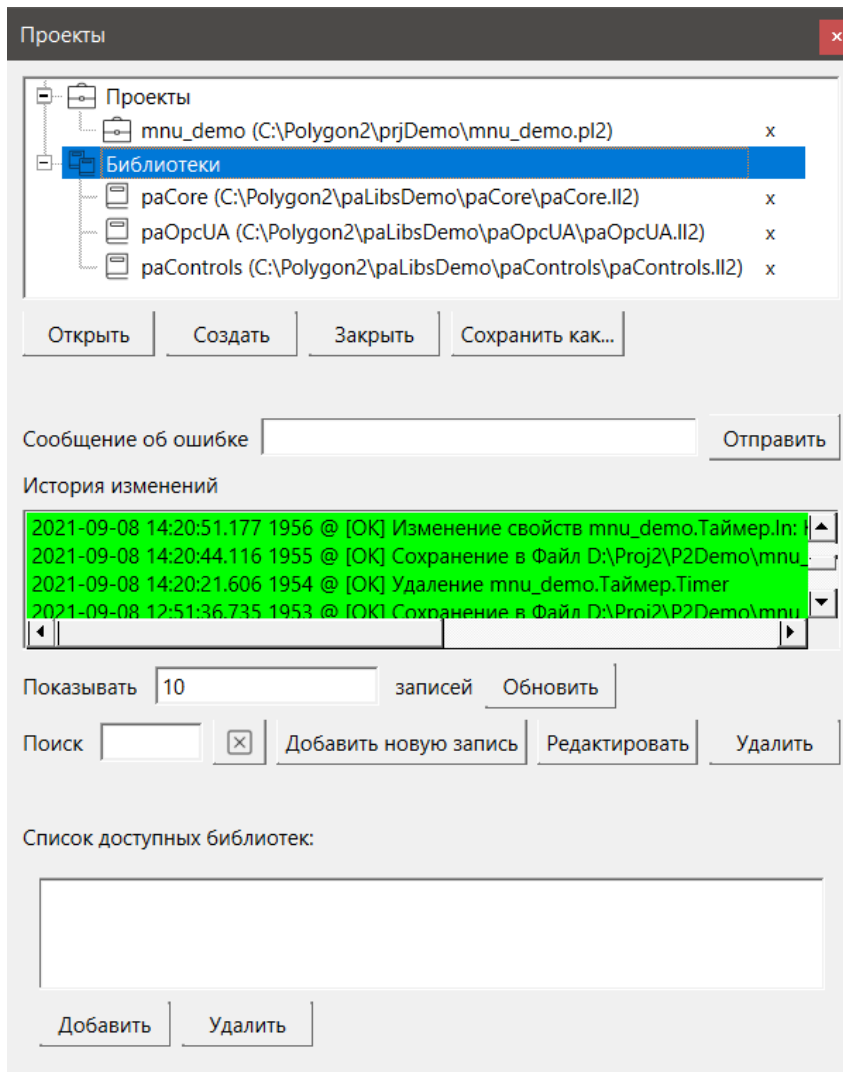 Проекты
Проекты
mnu_demo (C:\Polygon2\prjDemo\mnu_demo.pl2) x
Библиотеки
paCore (C:\Polygon2\paLibsDemo\paCore\paCore.ll2) x
paOpcUA (C:\Polygon2\paLibsDemo\paOpcUA\paOpcUA.ll2) x
paControls (C:\Polygon2\paLibsDemo\paControls\paControls.ll2) x
Открыть Создать Закрыть Сохранить как...
Сообщение об ошибке Отправить
История изменений
2021-09-08 14:20:51.177 1956 @ [OK] Изменение свойств mnu_demo.Таймер.In:
2021-09-08 14:20:44.116 1955 @ [OK] Сохранение в Файл D:\Proj2\P2Demo\mnu_
2021-09-08 14:20:21.606 1954 @ [OK] Удаление mnu_demo.Таймер.Timer
2021-09-08 12:51:36.735 1953 @ [OK] Сохранение в Файл D:\Proj2\P2Demo\mnu
Показывать 10 записей Обновить
Поиск Добавить новую запись Редактировать Удалить
Список доступных библиотек:
Добавить Удалить